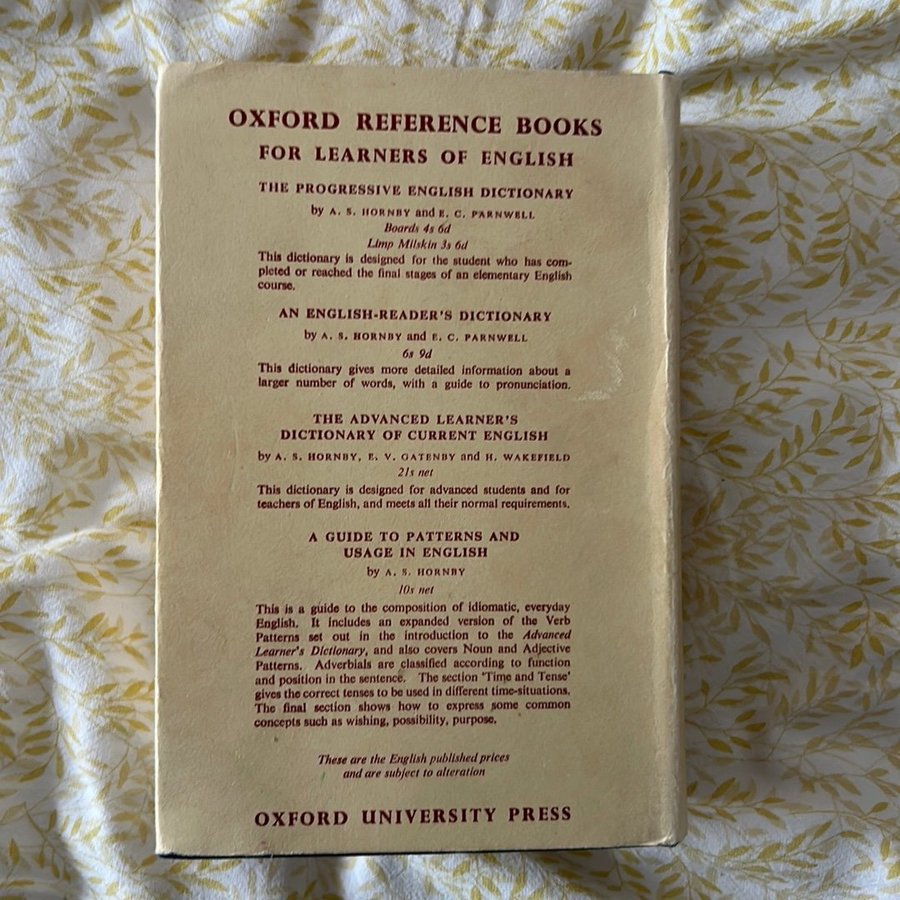 OXFORD REFERENCE BOOKS
FOR LEARNERS OF ENGLISH
THE PROGRESSIVE ENGLISH DICTIONARY
by A. S. HORNBY and E. C. PARNWELL
Boards 4s 6d
Limp Milskin 3s 6d
This dictionary is designed for the student who has com-
pleted or reached the final stages of an elementary English
course.
AN ENGLISH-READER'S DICTIONARY
by A. S. HORNBY and E. C. PARNWELL
6s 9d
This dictionary gives more detailed information about a
larger number of words, with a guide to pronunciation.
THE ADVANCED LEARNER'S
DICTIONARY OF CURRENT ENGLISH
by A. S. HORNBY, E. V. GATENBY and H. WAKEFIELD
21s net
This dictionary is designed for advanced students and for
teachers of English, and meets all their normal requirements.
A GUIDE TO PATTERNS AND
USAGE IN ENGLISH
by A. S. HORNBY
10s net
This is a guide to the composition of idiomatic, everyday
English. It includes an expanded version of the Verb
Patterns set out in the introduction to the Advanced
Learner's Dictionary, and also covers Noun and Adjective
Patterns. Adverbials are classified according to function
and position in the sentence. The section 'Time and Tense'
gives the correct tenses to be used in different time-situations.
The final section shows how to express some common
concepts such as wishing, possibility, purpose.
These are the English published prices
and are subject to alteration
OXFORD UNIVERSITY PRESS